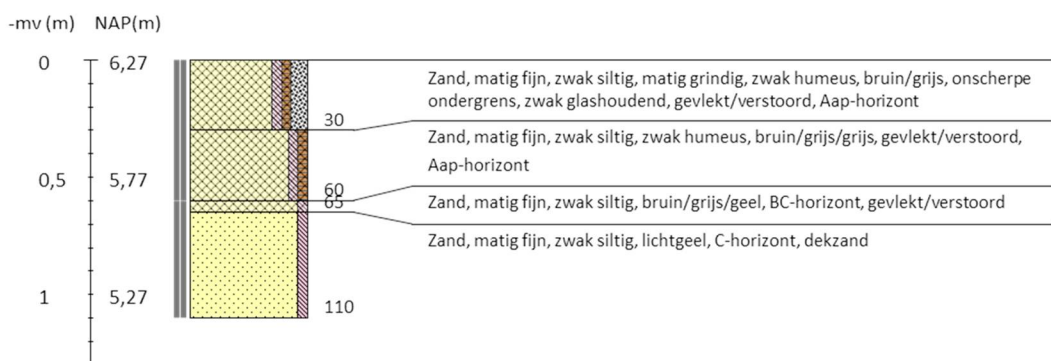 -mv (m) NAP(m)
0 6,27
Zand, matig fijn, zwak siltig, matig grindig, zwak humeus, bruin/grijs, onscherpe
ondergrens, zwak glashoudend, gevlekt/verstoord, Aap-horizont
30
Zand, matig fijn, zwak siltig, zwak humeus, bruin/grijs/grijs, gevlekt/verstoord,
Aap-horizont
0,5 5,77
60
65
Zand, matig fijn, zwak siltig, bruin/grijs/geel, BC-horizont, gevlekt/verstoord
Zand, matig fijn, zwak siltig, lichtgeel, C-horizont, dekzand
1 5,27
110